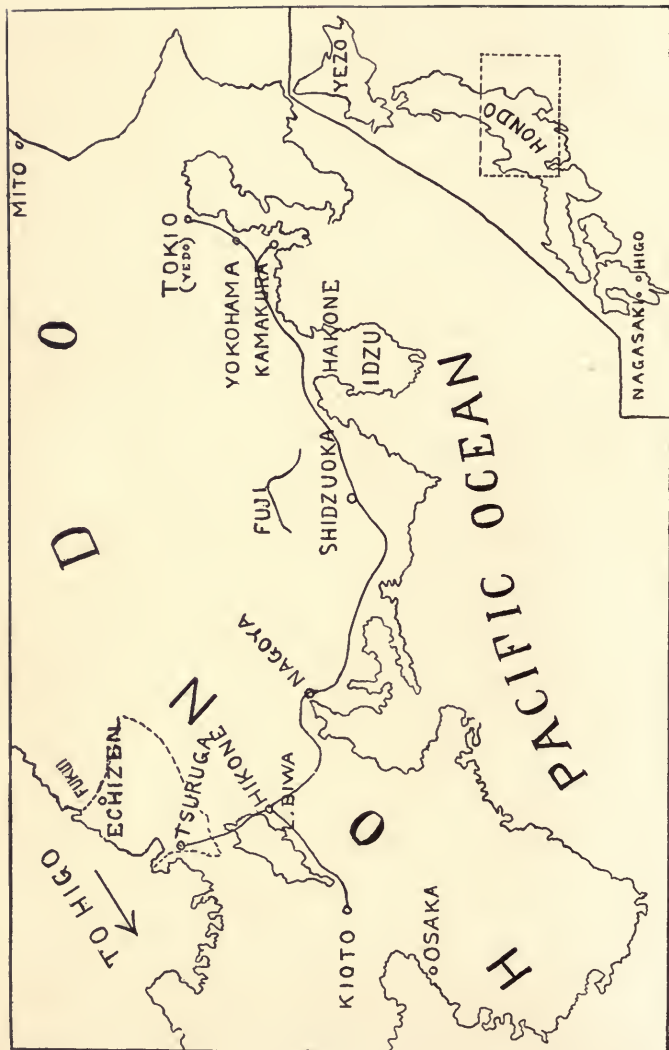 MITO
TOKIO
(YEDO)
YOKOHAMA
KAMAKURA
HAKONE
IDZU
FUJI
SHIDZUOKA
NAGOYA
FUKUI
ECHIZEN
TSURUGA
HIKONE
L. BIWA
KIOTO
OSAKA
TO HIGO
HONDO
PACIFIC OCEAN
YEZO
HONDO
NAGASAKI
HIGO